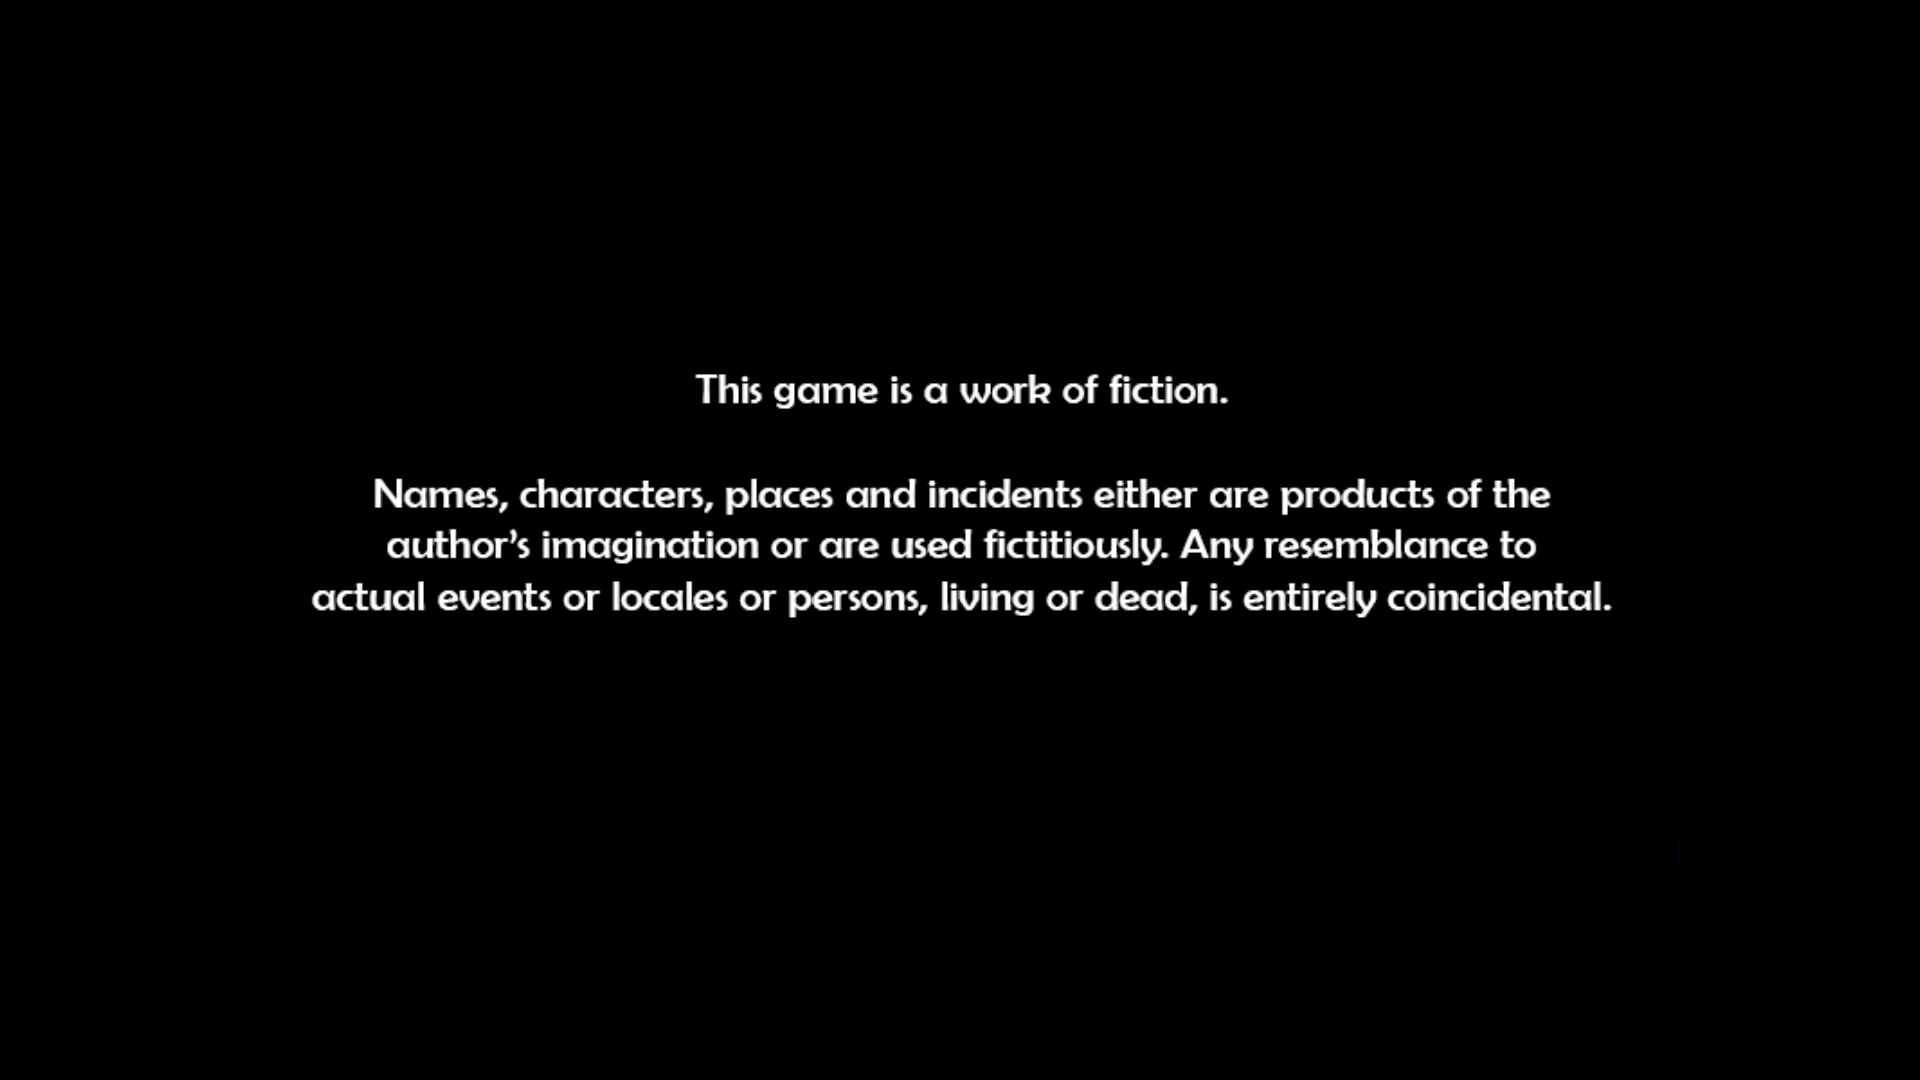 This game is a work of fiction.
Names, characters, places and incidents either are products of the
author’s imagination or are used fictitiously. Any resemblance to
actual events or locales or persons, living or dead, is entirely coincidental.